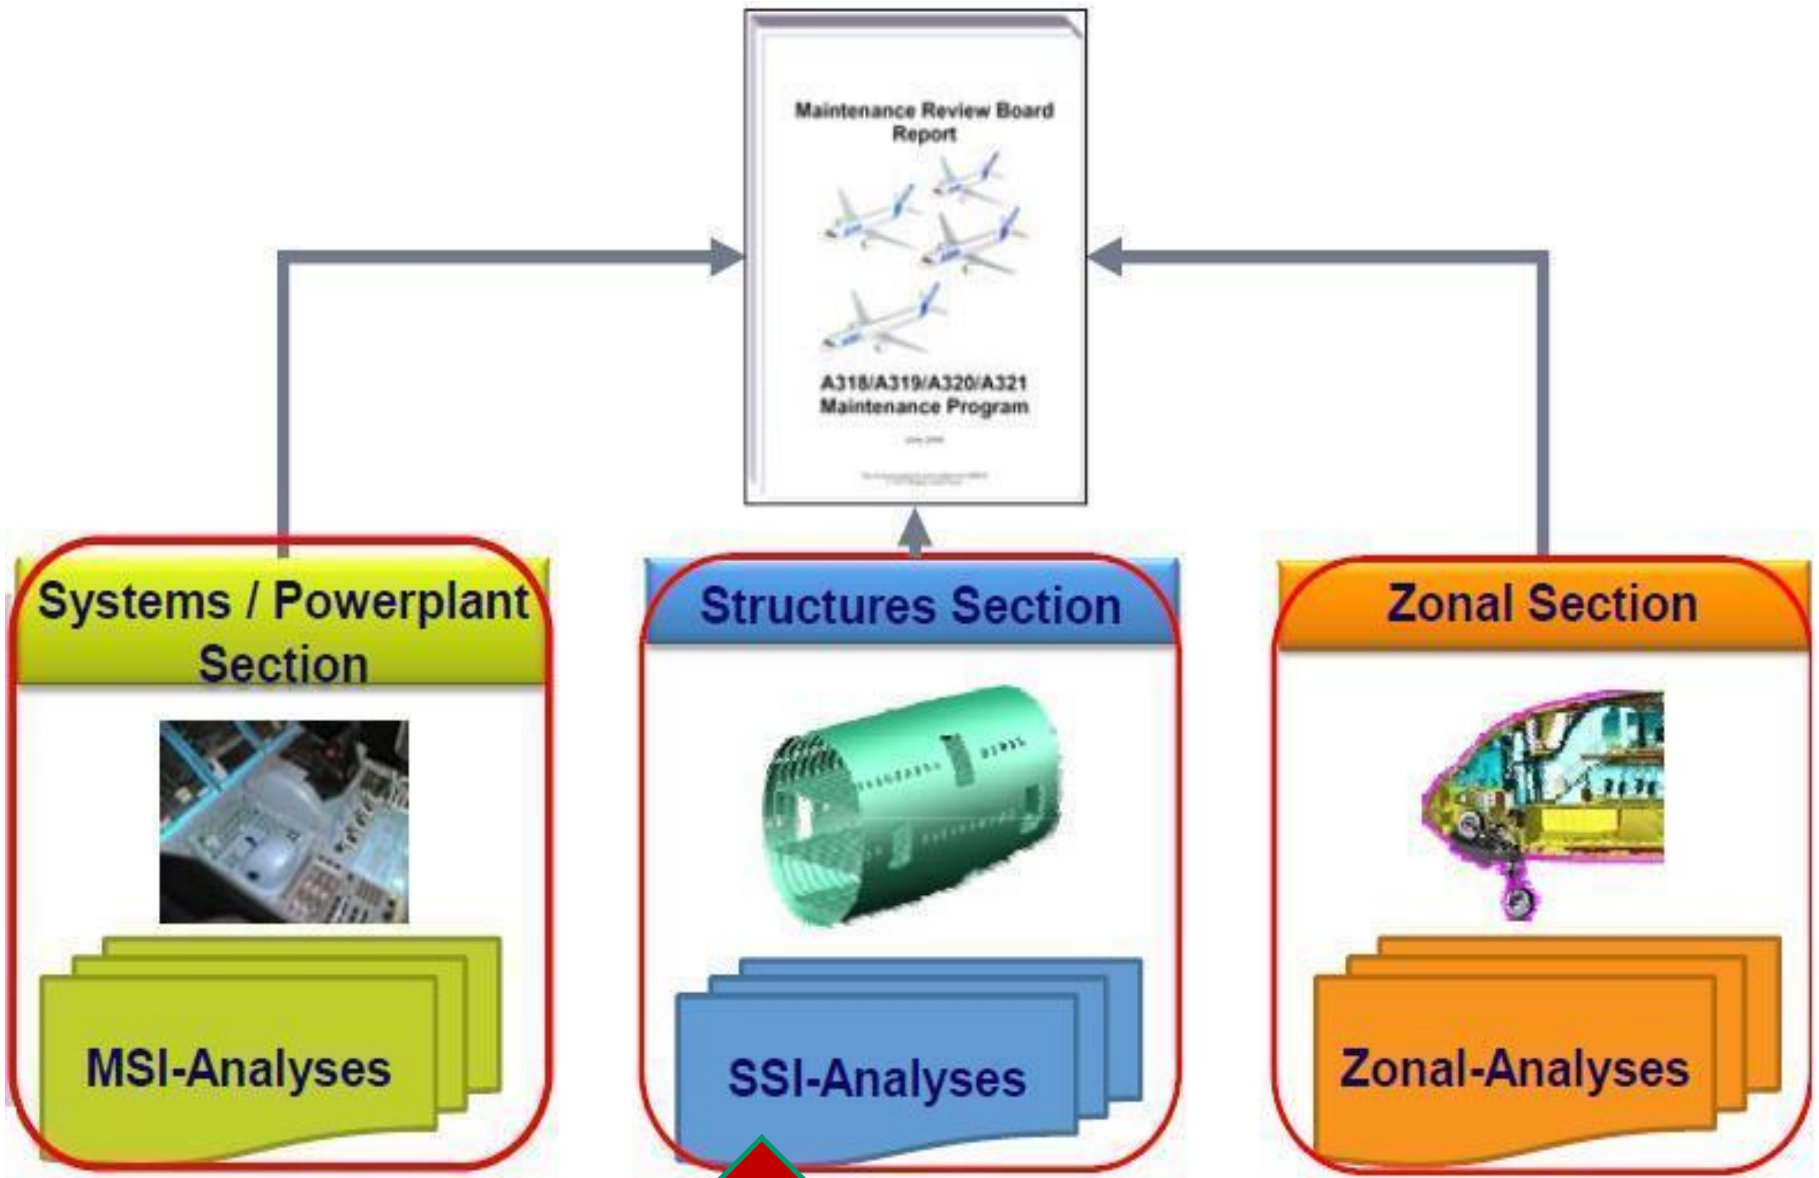 Maintenance Review Board
Report
A318/A319/A320/A321
Maintenance Program
Systems / Powerplant
Section
Structures Section
Zonal Section
MSI-Analyses
SSI-Analyses
Zonal-Analyses